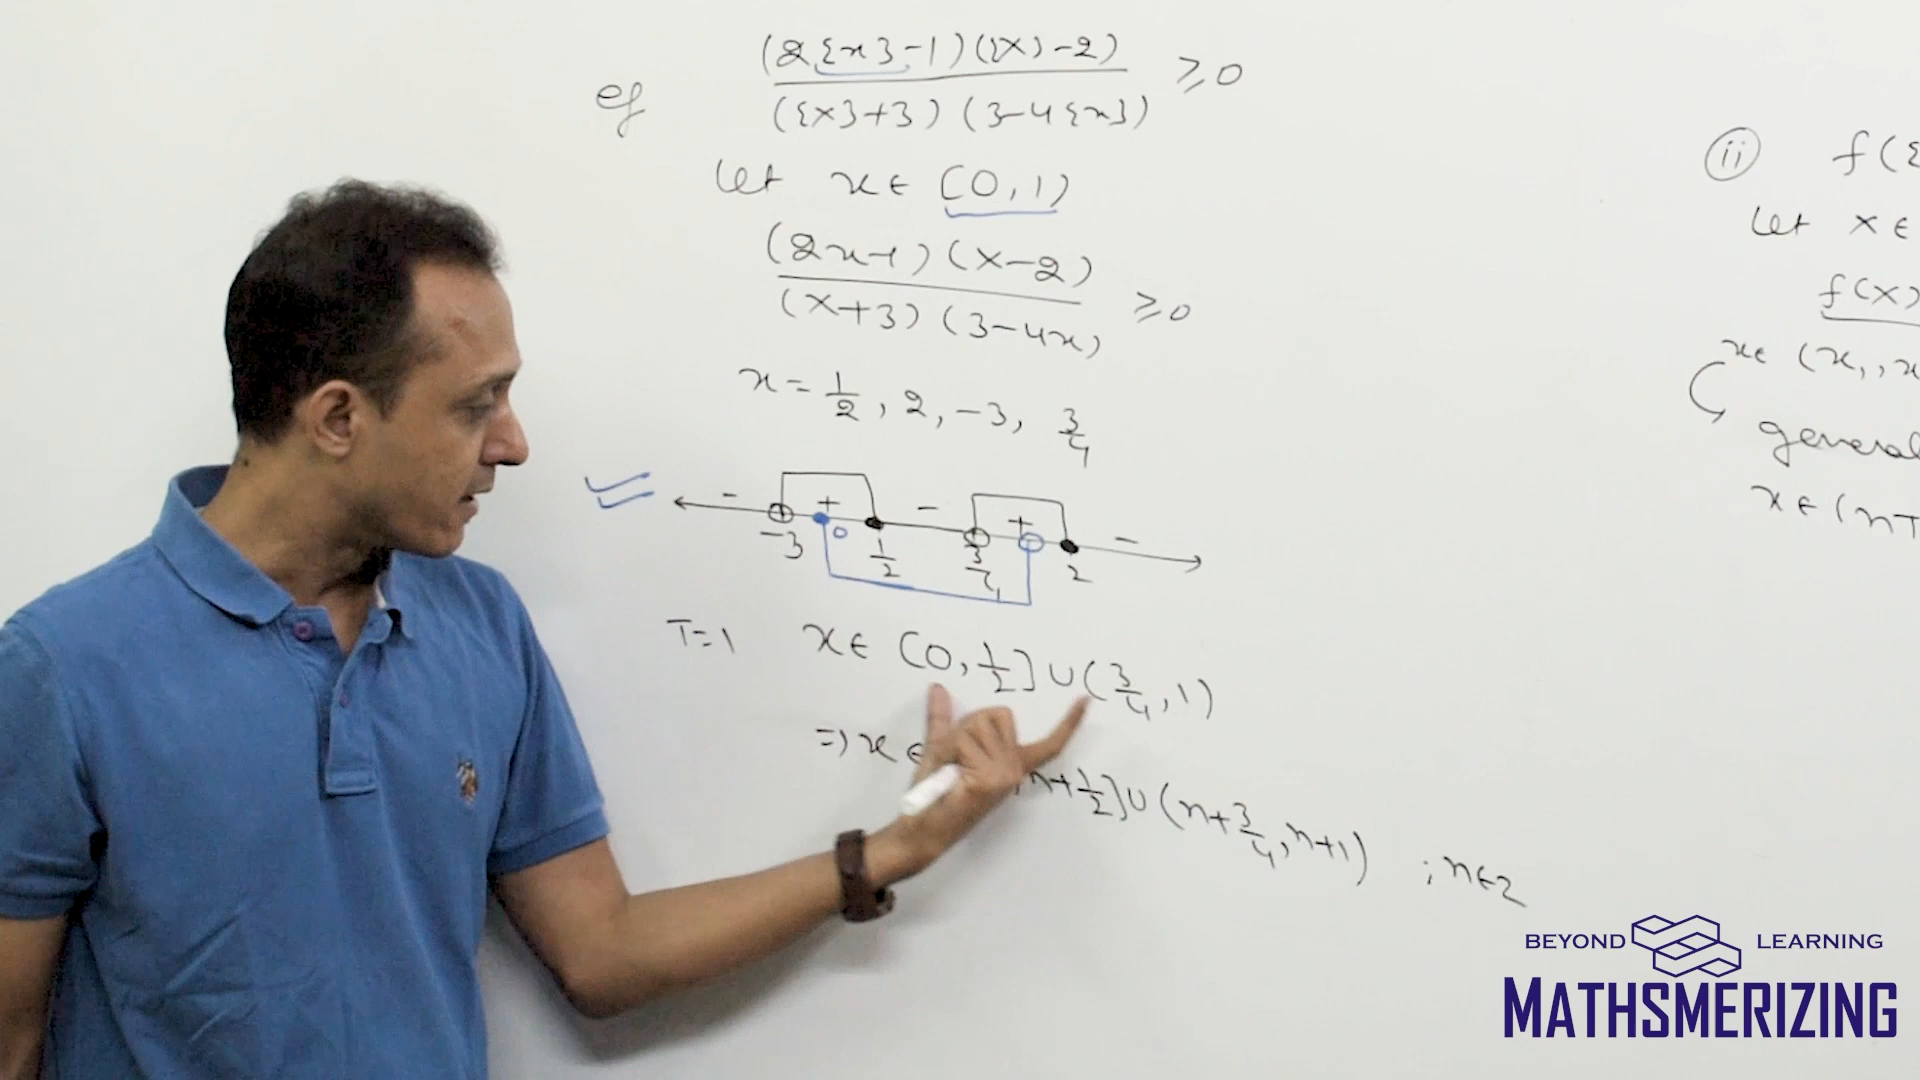 eg (2{x}-1)({x}-2) / ({x}+3)(3-4{x}) ≥0
Let x∈ [0,1)
(2x-1)(x-2) / (x+3)(3-4x) ≥0
x= 1/2, 2, -3, 3/4
- + - + -
-3 0 1/2 3/4 2
T=1 x∈ [0, 1/2] ∪ (3/4, 1)
⇒ x∈ n+1/2] ∪ (n+3/4, n+1) ; n∈Z
(ii) f({
Let x∈
f(x)
x∈ (x₁, x
general
x∈ (nT
BEYOND LEARNING
MATHSMERIZING